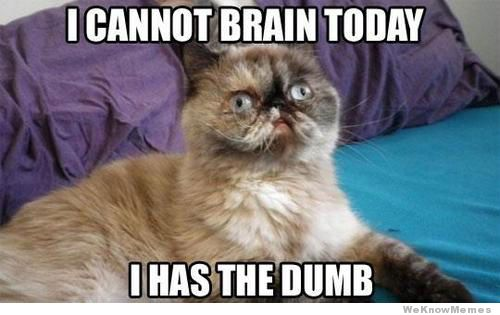 I CANNOT BRAIN TODAY
I HAS THE DUMB
WeKnowMemes